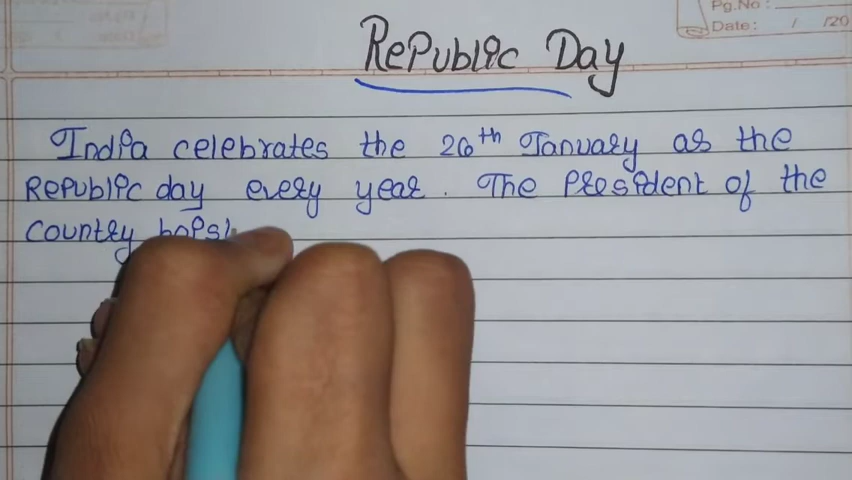 Pg.No :
Date: / /20
Republic Day
India celebrates the 26th January as the
Republic day every year. The President of the
country